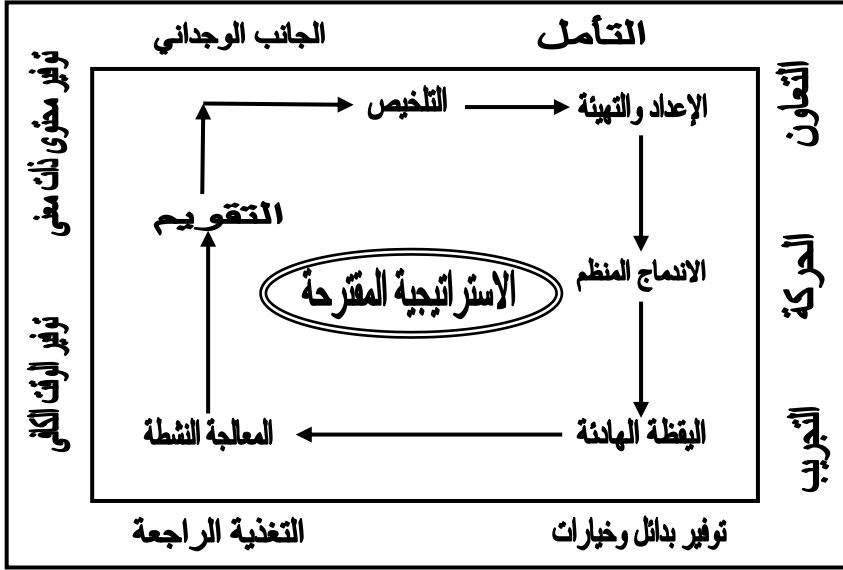 التأمل
الجانب الوجداني
التعاون
الحركة
التجريب
توفير محتوى ذات معنى
توفير الوقت الكافى
التلخيص
الإعداد والتهيئة
التقويم
الاندماج المنظم
الاستراتيجية المقترحة
اليقظة الهادئة
المعالجة النشطة
توفير بدائل وخيارات
التغذية الراجعة